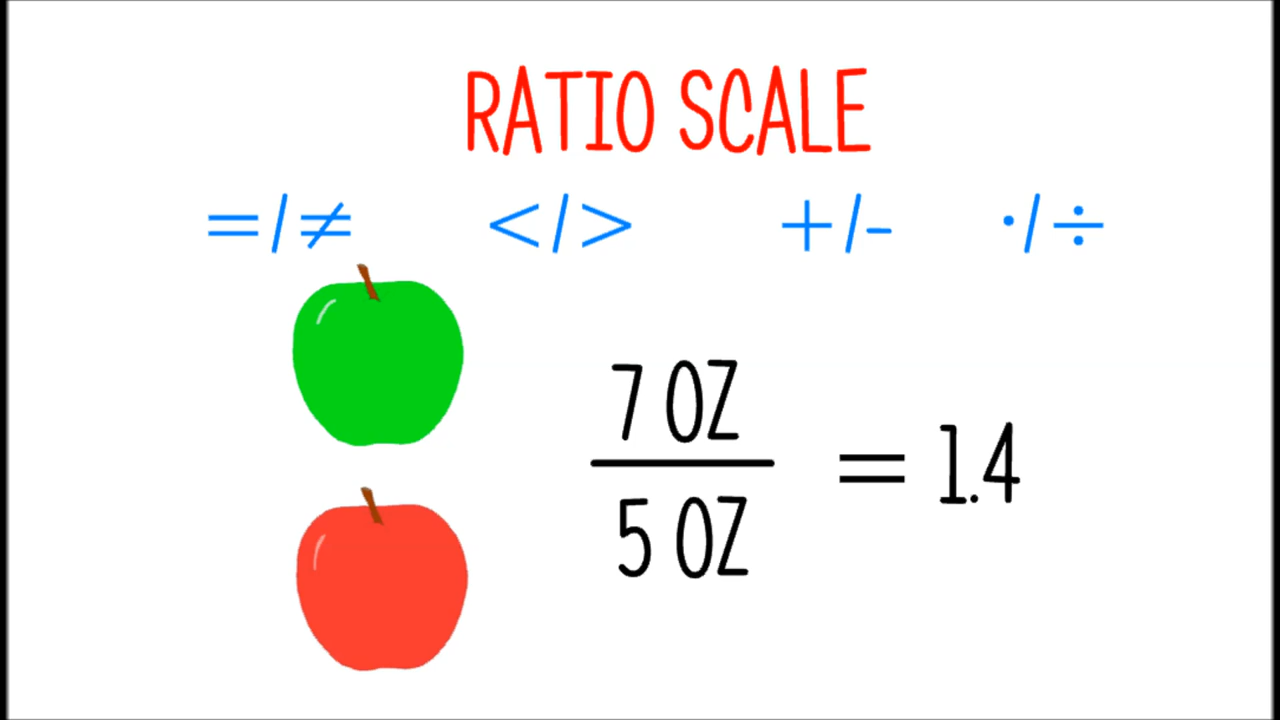 RATIO SCALE
=/≠ </> +/- ·/÷
7 OZ
5 OZ
= 1.4